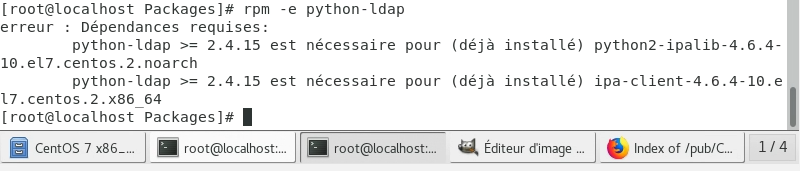 [root@localhost Packages]# rpm -e python-ldap
erreur : Dépendances requises:
python-ldap >= 2.4.15 est nécessaire pour (déjà installé) python2-ipalib-4.6.4-
10.el7.centos.2.noarch
python-ldap >= 2.4.15 est nécessaire pour (déjà installé) ipa-client-4.6.4-10.e
l7.centos.2.x86_64
[root@localhost Packages]#
CentOS 7 x86_... root@localhost:... root@localhost:... Éditeur d'image ... Index of /pub/C... 1 / 4